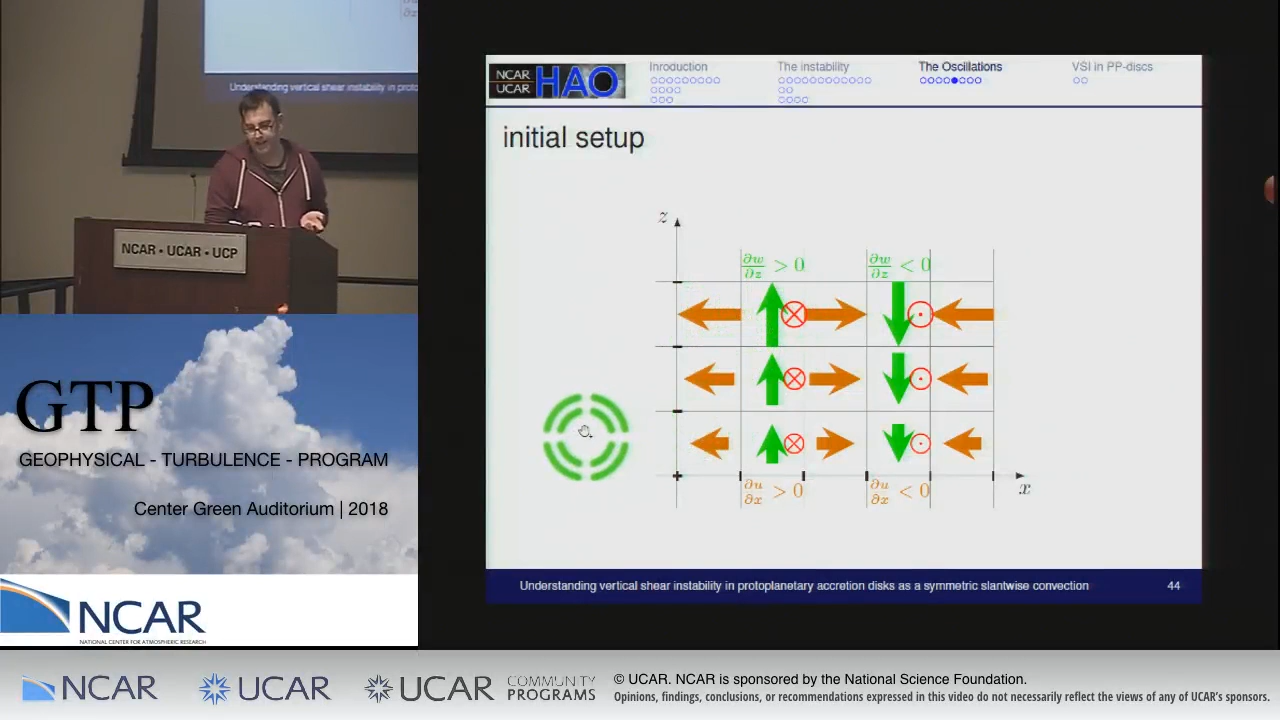 Understanding vertical shear instability in proto
NCAR • UCAR • UCP
GTP
GEOPHYSICAL - TURBULENCE - PROGRAM
Center Green Auditorium | 2018
NCAR
NATIONAL CENTER FOR ATMOSPHERIC RESEARCH
NCAR
UCAR
HAO
Inroduction
The instability
The Oscillations
VSI in PP-discs
initial setup
z
∂w/∂z > 0
∂w/∂z < 0
∂u/∂x > 0
∂u/∂x < 0
x
Understanding vertical shear instability in protoplanetary accretion disks as a symmetric slantwise convection
44
NCAR
UCAR
UCAR
COMMUNITY
PROGRAMS
© UCAR. NCAR is sponsored by the National Science Foundation.
Opinions, findings, conclusions, or recommendations expressed in this video do not necessarily reflect the views of any of UCAR's sponsors.